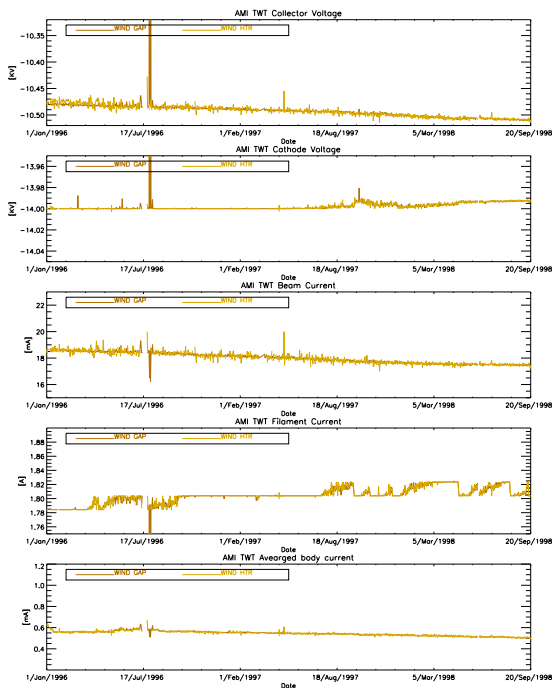 AMI TWT Collector Voltage
WIND GAP WIND HTR
-10.35
-10.40
-10.45
-10.50
[KV]
1/Jan/1996 17/Jul/1996 1/Feb/1997 18/Aug/1997 5/Mar/1998 20/Sep/1998
Date
AMI TWT Cathode Voltage
WIND GAP WIND HTR
-13.96
-13.98
-14.00
-14.02
-14.04
[KV]
1/Jan/1996 17/Jul/1996 1/Feb/1997 18/Aug/1997 5/Mar/1998 20/Sep/1998
Date
AMI TWT Beam Current
WIND GAP WIND HTR
22
20
18
16
[mA]
1/Jan/1996 17/Jul/1996 1/Feb/1997 18/Aug/1997 5/Mar/1998 20/Sep/1998
Date
AMI TWT Filament Current
WIND GAP WIND HTR
1.88
1.86
1.84
1.82
1.80
1.78
1.76
[A]
1/Jan/1996 17/Jul/1996 1/Feb/1997 18/Aug/1997 5/Mar/1998 20/Sep/1998
Date
AMI TWT Avearged body current
WIND GAP WIND HTR
1.2
1.0
0.8
0.6
0.4
[mA]
1/Jan/1996 17/Jul/1996 1/Feb/1997 18/Aug/1997 5/Mar/1998 20/Sep/1998
Date